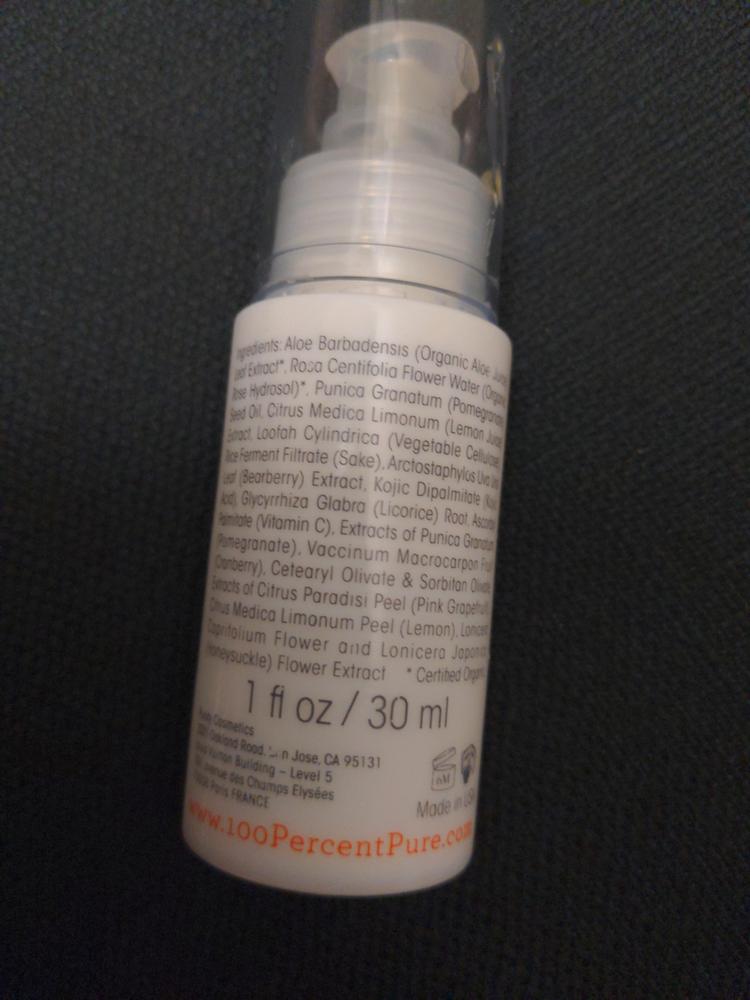 Ingredients: Aloe Barbadensis (Organic Aloe Juice
Leaf Extract*, Rosa Centifolia Flower Water (Organic
Rose Hydrosol)*, Punica Granatum (Pomegranate)
Seed Oil, Citrus Medica Limonum (Lemon Juice)
Extract, Loofah Cylindrica (Vegetable Cellulose),
Rice Ferment Filtrate (Sake), Arctostaphylos Uva Ursi
Leaf (Bearberry) Extract, Kojic Dipalmitate (Kojic
Acid), Glycyrrhiza Glabra (Licorice) Root, Ascorbyl
Palmitate (Vitamin C), Extracts of Punica Granatum
(Pomegranate), Vaccinum Macrocarpon Fruit
(Cranberry), Cetearyl Olivate & Sorbitan Olivate,
Extracts of Citrus Paradisi Peel (Pink Grapefruit),
Citrus Medica Limonum Peel (Lemon), Lonicera
Caprifolium Flower and Lonicera Japonica
(Honeysuckle) Flower Extract * Certified Organic
1 fl oz / 30 ml
Purity Cosmetics
Oakland Road, San Jose, CA 95131
Building – Level 5
avenue des Champs Elysées
Paris FRANCE
6M
Made in USA
www.100PercentPure.com